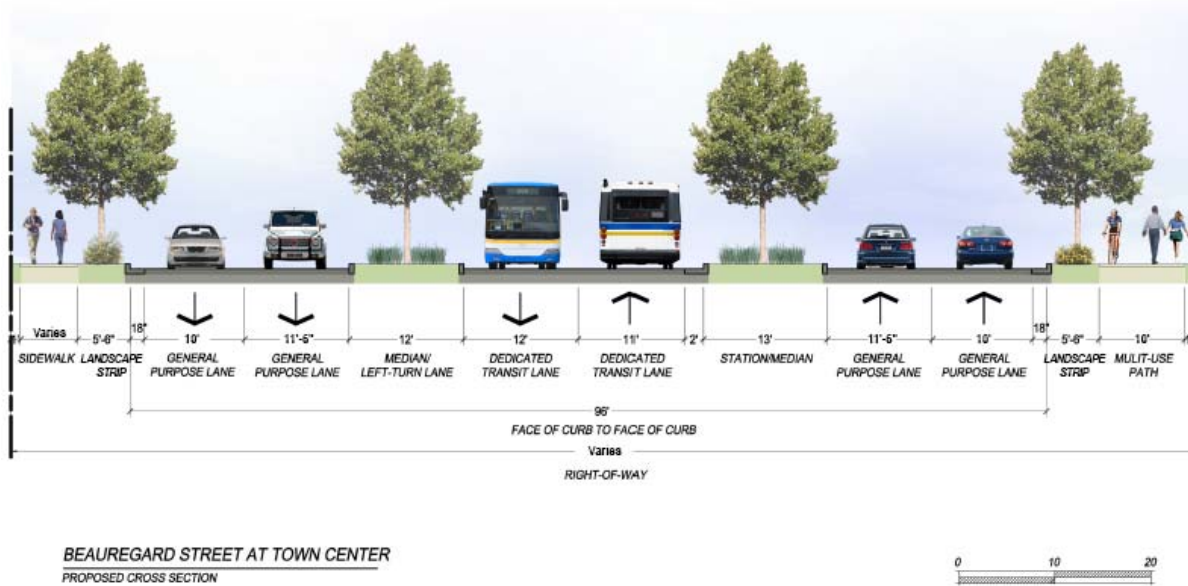 Varies
SIDEWALK
5'-6"
LANDSCAPE
STRIP
18"
10'
GENERAL
PURPOSE LANE
11'-6"
GENERAL
PURPOSE LANE
12'
MEDIAN/
LEFT-TURN LANE
12'
DEDICATED
TRANSIT LANE
11'
DEDICATED
TRANSIT LANE
2'
13'
STATION/MEDIAN
11'-6"
GENERAL
PURPOSE LANE
10'
GENERAL
PURPOSE LANE
18"
5'-6"
LANDSCAPE
STRIP
10'
MULIT-USE
PATH
96'
FACE OF CURB TO FACE OF CURB
Varies
RIGHT-OF-WAY
BEAUREGARD STREET AT TOWN CENTER
PROPOSED CROSS SECTION
0 10 20